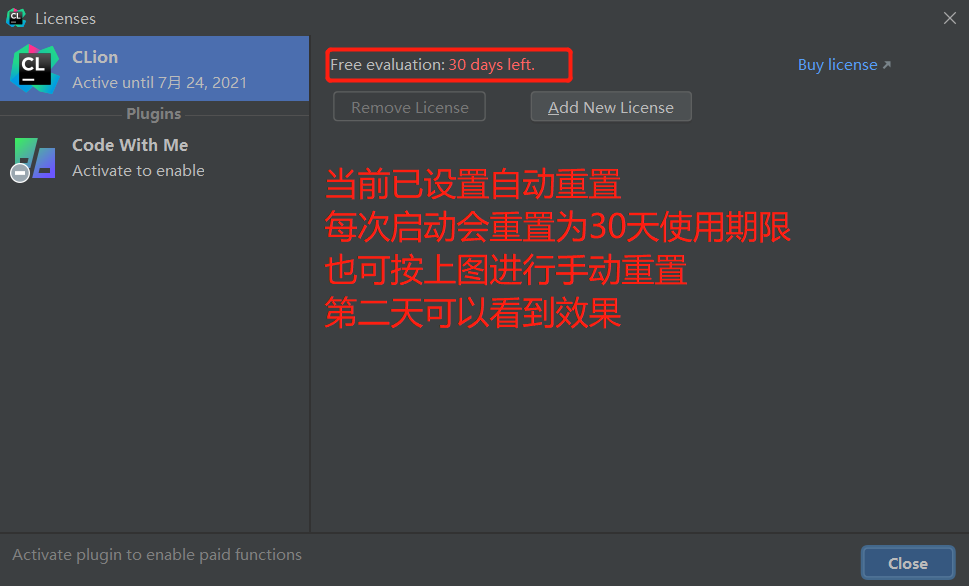 Licenses
CLion
Active until 7月 24, 2021
Plugins
Code With Me
Activate to enable
Free evaluation: 30 days left.
Buy license
Remove License
Add New License
当前已设置自动重置
每次启动会重置为30天使用期限
也可按上图进行手动重置
第二天可以看到效果
Activate plugin to enable paid functions
Close